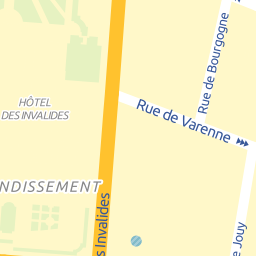 Rue de Bourgogne
HÔTEL
DES INVALIDES
Rue de Varenne
NDISSEMENT
s Invalides
e Jouy